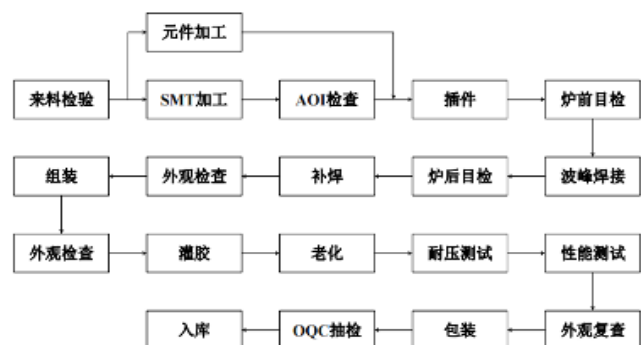 元件加工
来料检验
SMT加工
AOI检查
插件
炉前目检
组装
外观检查
补焊
炉后目检
波峰焊接
外观检查
灌胶
老化
耐压测试
性能测试
入库
OQC抽检
包装
外观复查